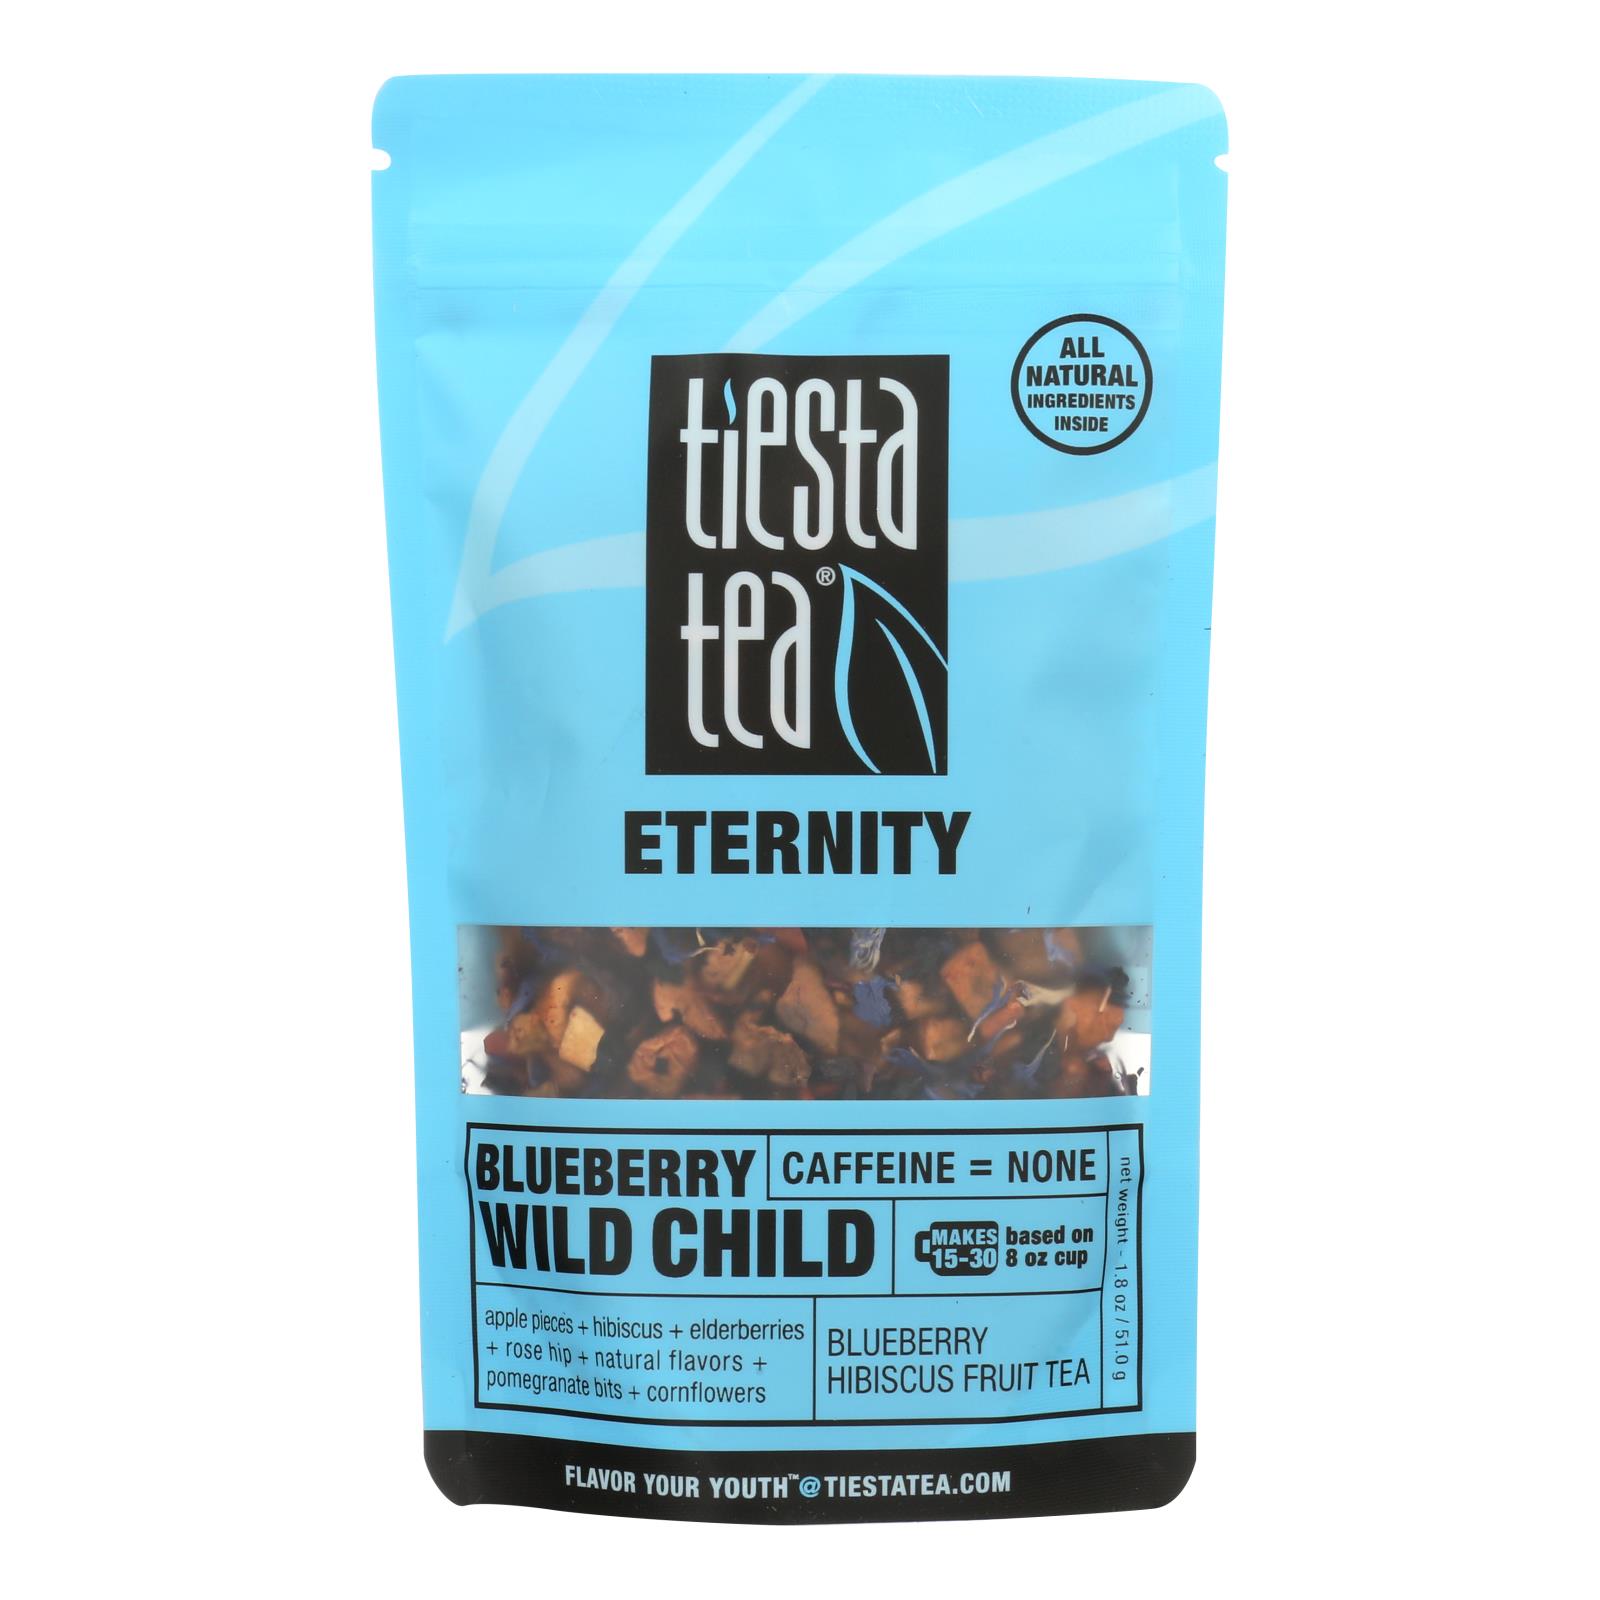 ALL
NATURAL
INGREDIENTS
INSIDE
tiesta
tea®
ETERNITY
BLUEBERRY
WILD CHILD
CAFFEINE = NONE
MAKES
15-30
based on
8 oz cup
net weight - 1.8 oz / 51.0 g
apple pieces + hibiscus + elderberries
+ rose hip + natural flavors +
pomegranate bits + cornflowers
BLUEBERRY
HIBISCUS FRUIT TEA
FLAVOR YOUR YOUTH™@TIESTATEA.COM